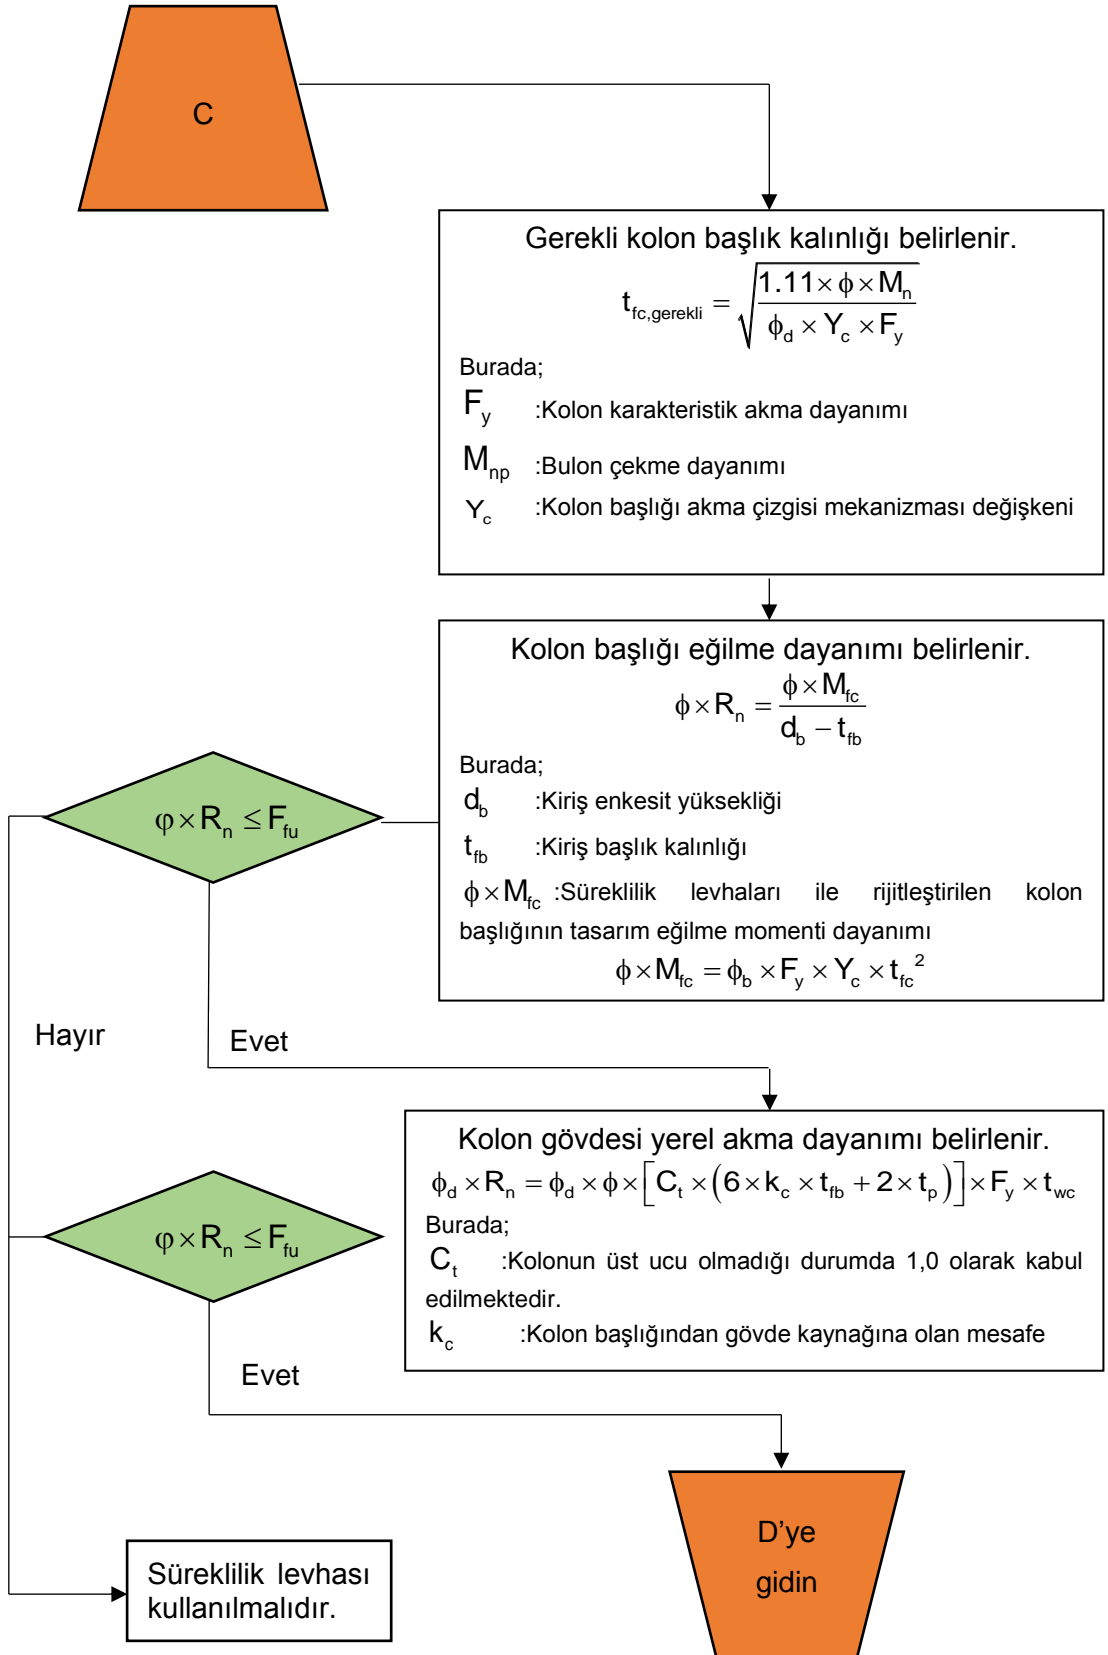 C
Gerekli kolon başlık kalınlığı belirlenir.
t_fc,gerekli = √((1.11 × ϕ × M_n) / (ϕ_d × Y_c × F_y))
Burada;
F_y :Kolon karakteristik akma dayanımı
M_np :Bulon çekme dayanımı
Y_c :Kolon başlığı akma çizgisi mekanizması değişkeni
Kolon başlığı eğilme dayanımı belirlenir.
ϕ × R_n = (ϕ × M_fc) / (d_b − t_fb)
Burada;
d_b :Kiriş enkesit yüksekliği
t_fb :Kiriş başlık kalınlığı
ϕ × M_fc :Süreklilik levhaları ile rijitleştirilen kolon
başlığının tasarım eğilme momenti dayanımı
ϕ × M_fc = ϕ_b × F_y × Y_c × t_fc²
φ × R_n ≤ F_fu
Hayır
Evet
Kolon gövdesi yerel akma dayanımı belirlenir.
ϕ_d × R_n = ϕ_d × ϕ × [C_t × (6 × k_c × t_fb + 2 × t_p)] × F_y × t_wc
Burada;
C_t :Kolonun üst ucu olmadığı durumda 1,0 olarak kabul
edilmektedir.
k_c :Kolon başlığından gövde kaynağına olan mesafe
φ × R_n ≤ F_fu
Evet
D’ye
gidin
Süreklilik levhası
kullanılmalıdır.